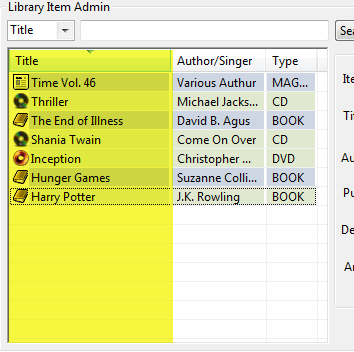 Library Item Admin
Title Sea
Title Author/Singer Type
Time Vol. 46 Various Authur MAG...
Thriller Michael Jacks... CD
The End of Illness David B. Agus BOOK
Shania Twain Come On Over CD
Inception Christopher ... DVD
Hunger Games Suzanne Colli... BOOK
Harry Potter J.K. Rowling BOOK
Ite
Tit
Au
Pu
De
An